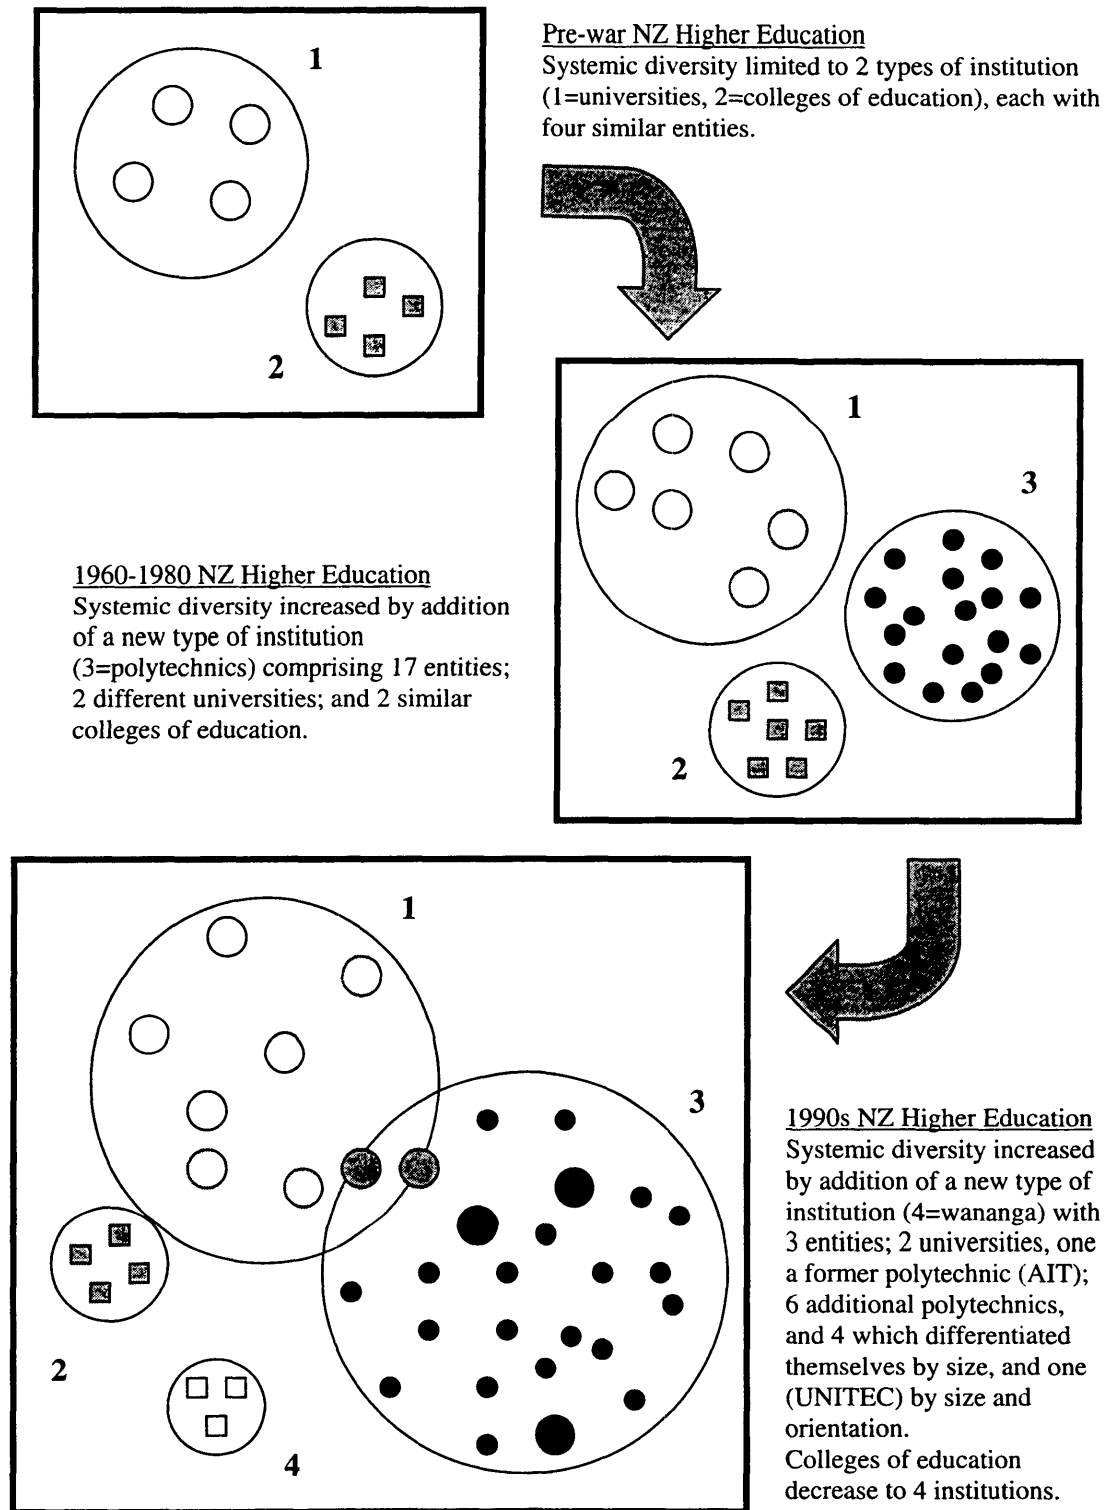 1
Pre-war NZ Higher Education
Systemic diversity limited to 2 types of institution
(1=universities, 2=colleges of education), each with
four similar entities.
2
1
3
1960-1980 NZ Higher Education
Systemic diversity increased by addition
of a new type of institution
(3=polytechnics) comprising 17 entities;
2 different universities; and 2 similar
colleges of education.
2
1
3
1990s NZ Higher Education
Systemic diversity increased
by addition of a new type of
institution (4=wananga) with
3 entities; 2 universities, one
a former polytechnic (AIT);
6 additional polytechnics,
and 4 which differentiated
themselves by size, and one
(UNITEC) by size and
orientation.
Colleges of education
decrease to 4 institutions.
2
4